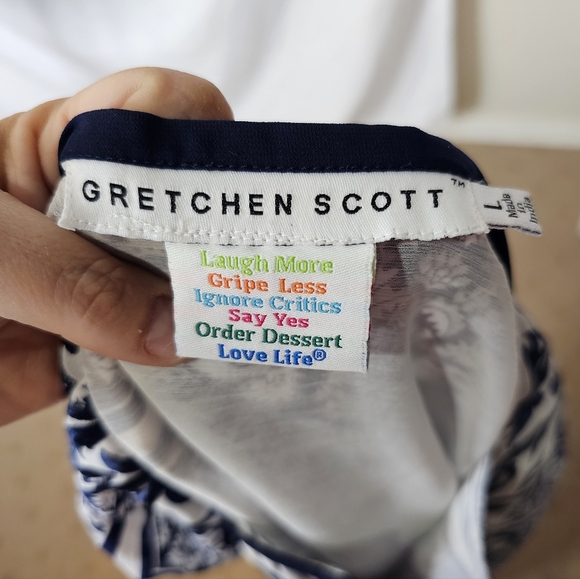 GRETCHEN SCOTT™
L
Made
in
India
Laugh More
Gripe Less
Ignore Critics
Say Yes
Order Dessert
Love Life®